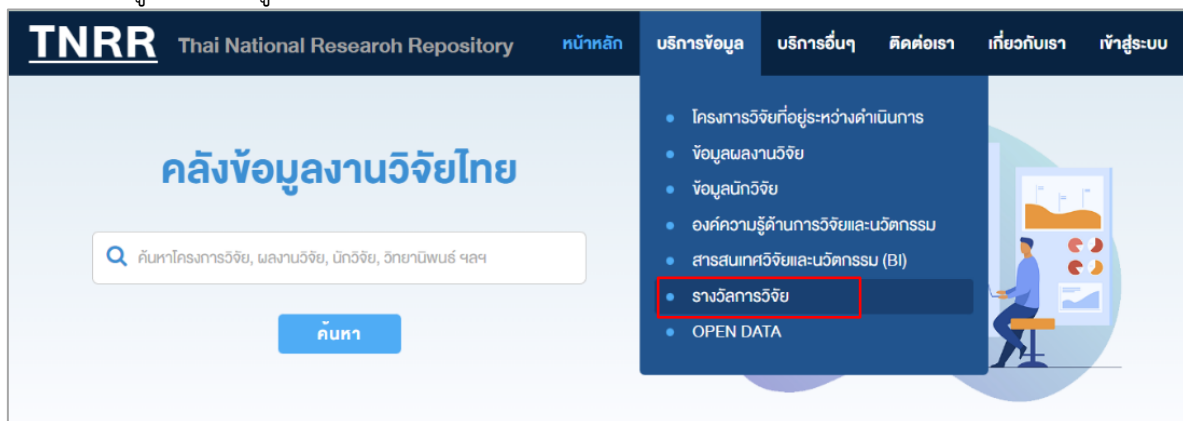 TNRR Thai National Research Repository หน้าหลัก บริการข้อมูล บริการอื่นๆ ติดต่อเรา เกี่ยวกับเรา เข้าสู่ระบบ
โครงการวิจัยที่อยู่ระหว่างดำเนินการ
ข้อมูลผลงานวิจัย
ข้อมูลนักวิจัย
องค์ความรู้ด้านการวิจัยและนวัตกรรม
สารสนเทศวิจัยและนวัตกรรม (BI)
รางวัลการวิจัย
OPEN DATA
คลังข้อมูลงานวิจัยไทย
ค้นหาโครงการวิจัย, ผลงานวิจัย, นักวิจัย, วิทยานิพนธ์ ฯลฯ
ค้นหา